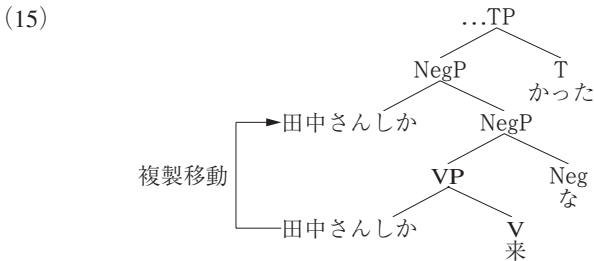 (15)
…TP
NegP T
かった
田中さんしか NegP
複製移動 VP Neg
な
田中さんしか V
来